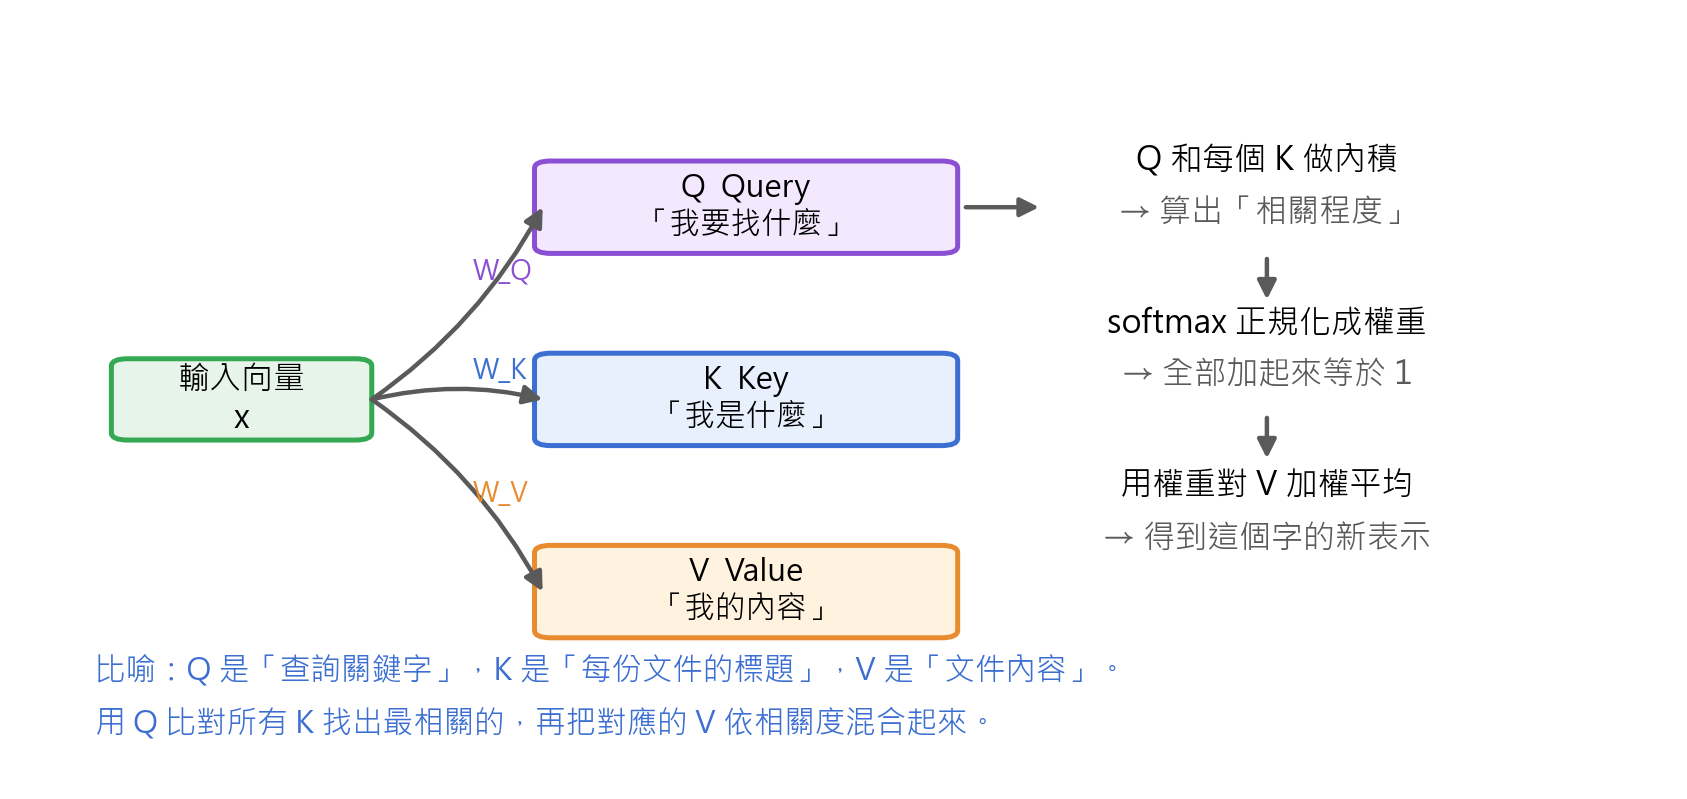 輸入向量
x
W_Q
W_K
W_V
Q Query
「我要找什麼」
K Key
「我是什麼」
V Value
「我的內容」
Q 和每個 K 做內積
→ 算出「相關程度」
softmax 正規化成權重
→ 全部加起來等於 1
用權重對 V 加權平均
→ 得到這個字的新表示
比喻：Q 是「查詢關鍵字」，K 是「每份文件的標題」，V 是「文件內容」。
用 Q 比對所有 K 找出最相關的，再把對應的 V 依相關度混合起來。